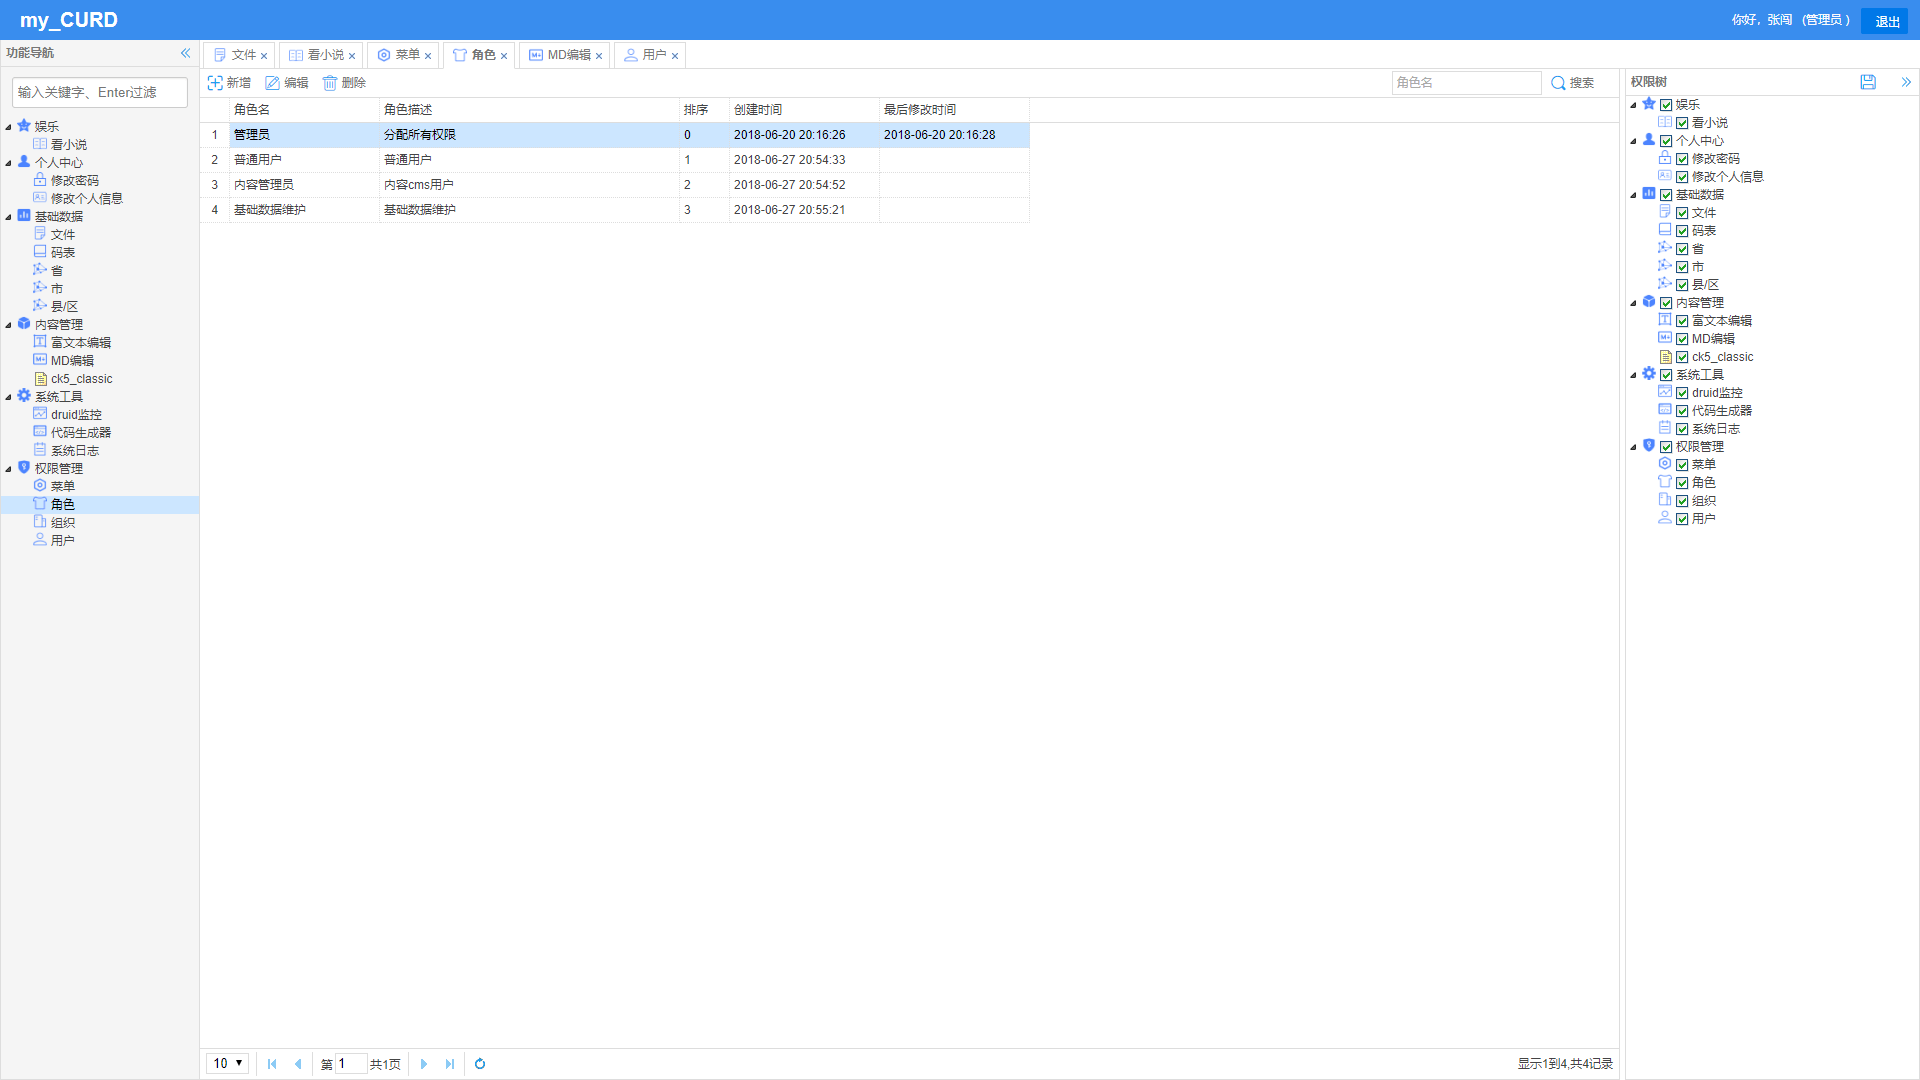 my_CURD
你好，张闯 (管理员 ) 退出
功能导航
输入关键字、Enter过滤
娱乐
看小说
个人中心
修改密码
修改个人信息
基础数据
文件
码表
省
市
县/区
内容管理
富文本编辑
MD编辑
ck5_classic
系统工具
druid监控
代码生成器
系统日志
权限管理
菜单
角色
组织
用户
文件 看小说 菜单 角色 MD编辑 用户
新增 编辑 删除 角色名 搜索
角色名 角色描述 排序 创建时间 最后修改时间
1 管理员 分配所有权限 0 2018-06-20 20:16:26 2018-06-20 20:16:28
2 普通用户 普通用户 1 2018-06-27 20:54:33
3 内容管理员 内容cms用户 2 2018-06-27 20:54:52
4 基础数据维护 基础数据维护 3 2018-06-27 20:55:21
10 第 1 共1页 显示1到4,共4记录
权限树
娱乐
看小说
个人中心
修改密码
修改个人信息
基础数据
文件
码表
省
市
县/区
内容管理
富文本编辑
MD编辑
ck5_classic
系统工具
druid监控
代码生成器
系统日志
权限管理
菜单
角色
组织
用户